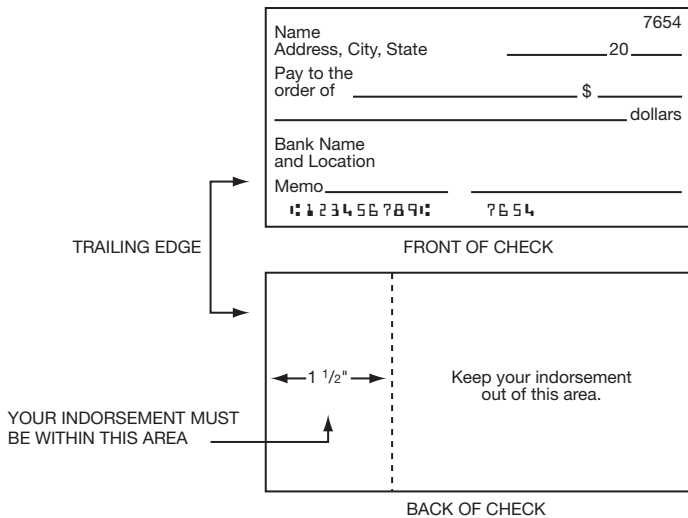 7654
Name
Address, City, State 20
Pay to the
order of $
dollars
Bank Name
and Location
Memo
⑆123456789⑆ 7654
TRAILING EDGE
FRONT OF CHECK
1 1/2"
Keep your indorsement
out of this area.
YOUR INDORSEMENT MUST
BE WITHIN THIS AREA
BACK OF CHECK